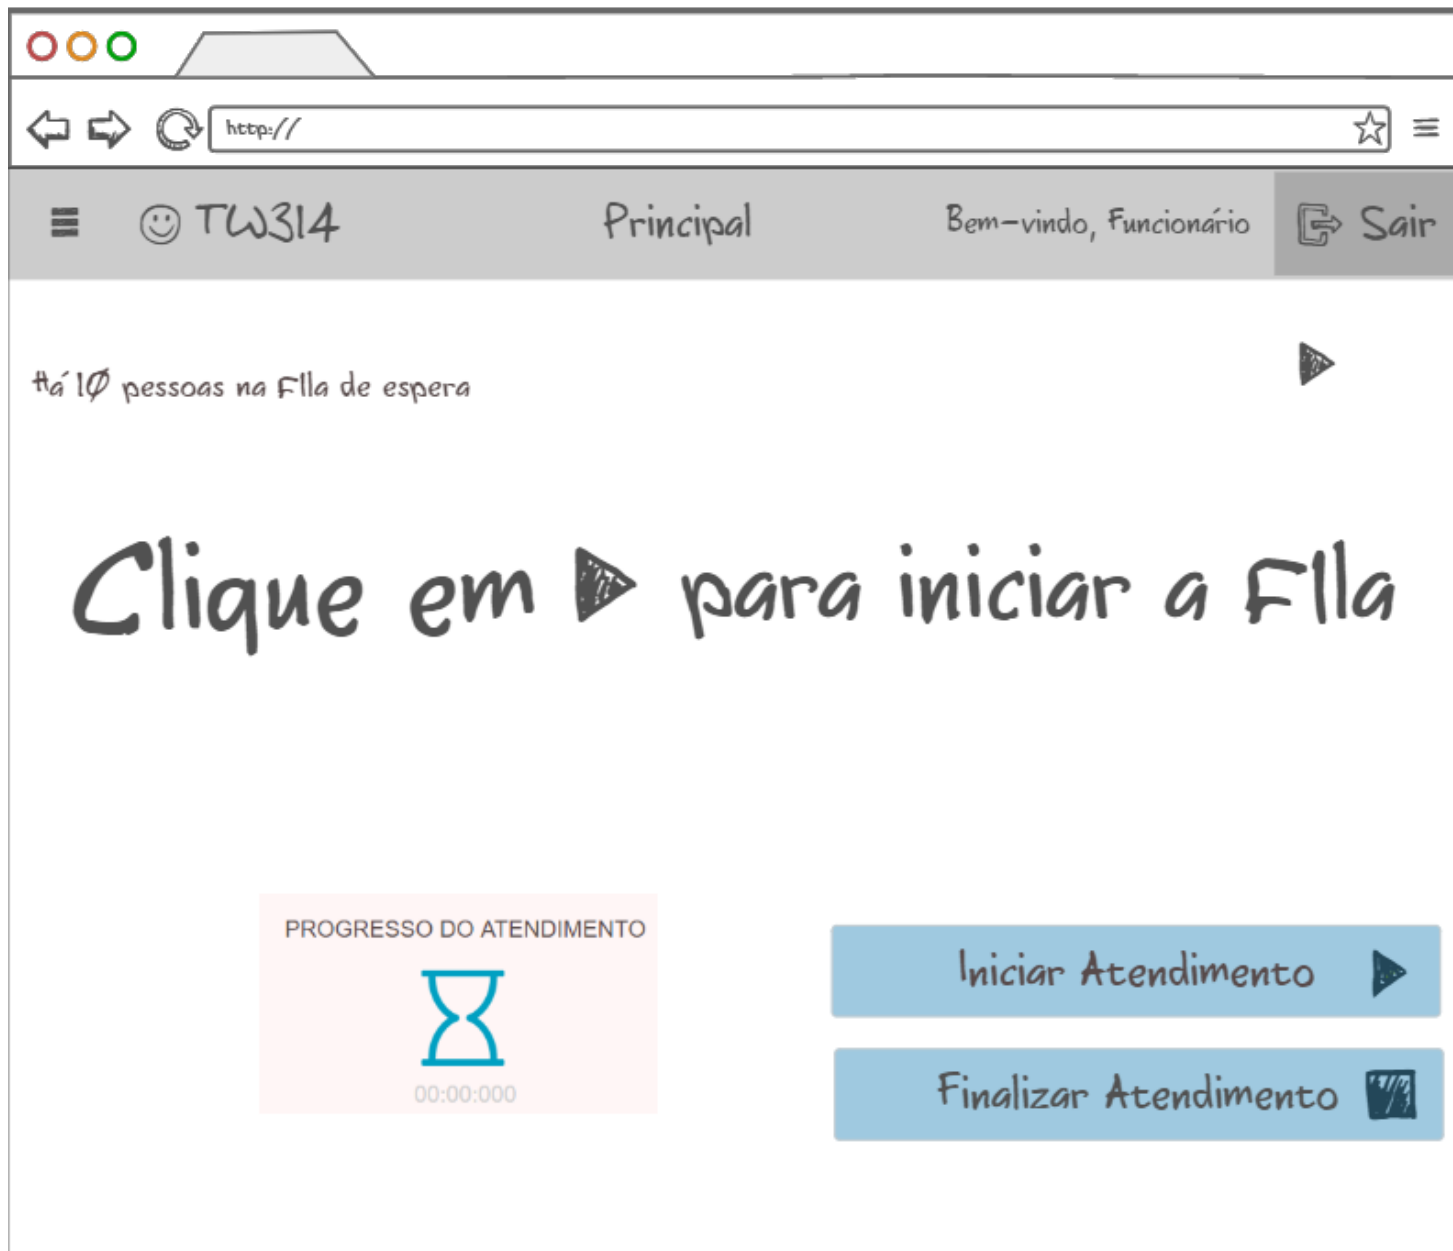 http://
TW314
Principal
Bem-vindo, Funcionário
Sair
Há 10 pessoas na Fila de espera
Clique em para iniciar a Fila
PROGRESSO DO ATENDIMENTO
00:00:000
Iniciar Atendimento
Finalizar Atendimento